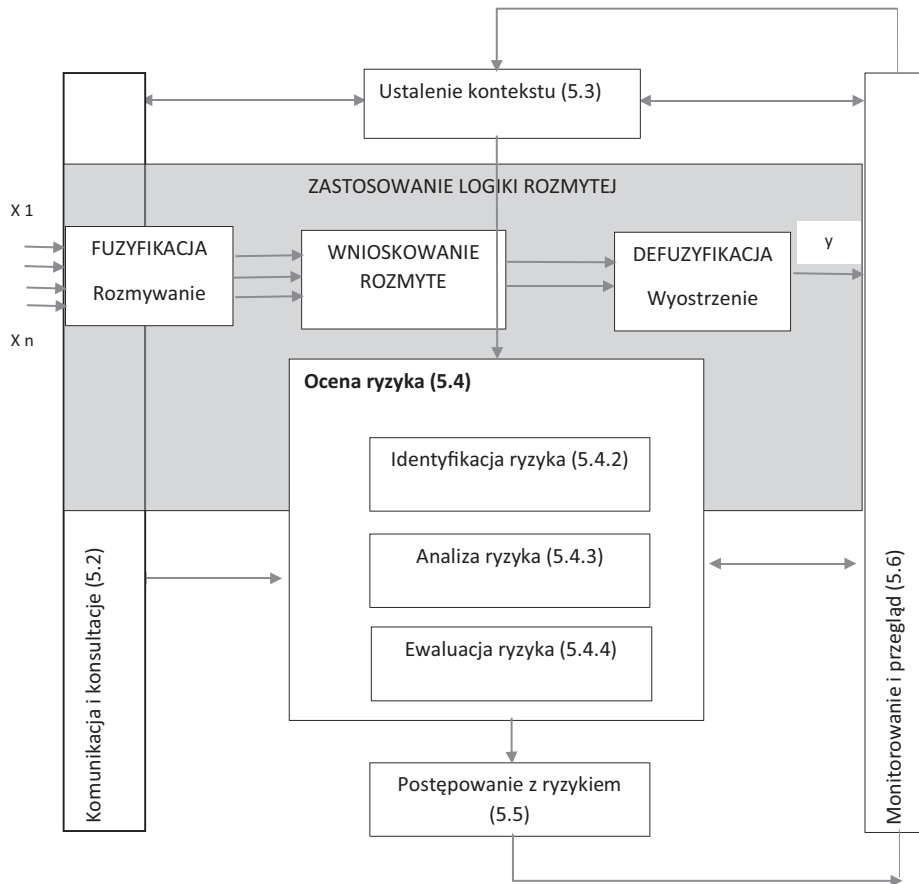 Ustalenie kontekstu (5.3)
ZASTOSOWANIE LOGIKI ROZMYTEJ
X 1
X n
FUZYFIKACJA
Rozmywanie
WNIOSKOWANIE
ROZMYTE
DEFUZYFIKACJA
Wyostrzenie
y
Ocena ryzyka (5.4)
Identyfikacja ryzyka (5.4.2)
Analiza ryzyka (5.4.3)
Ewaluacja ryzyka (5.4.4)
Komunikacja i konsultacje (5.2)
Monitorowanie i przegląd (5.6)
Postępowanie z ryzykiem
(5.5)